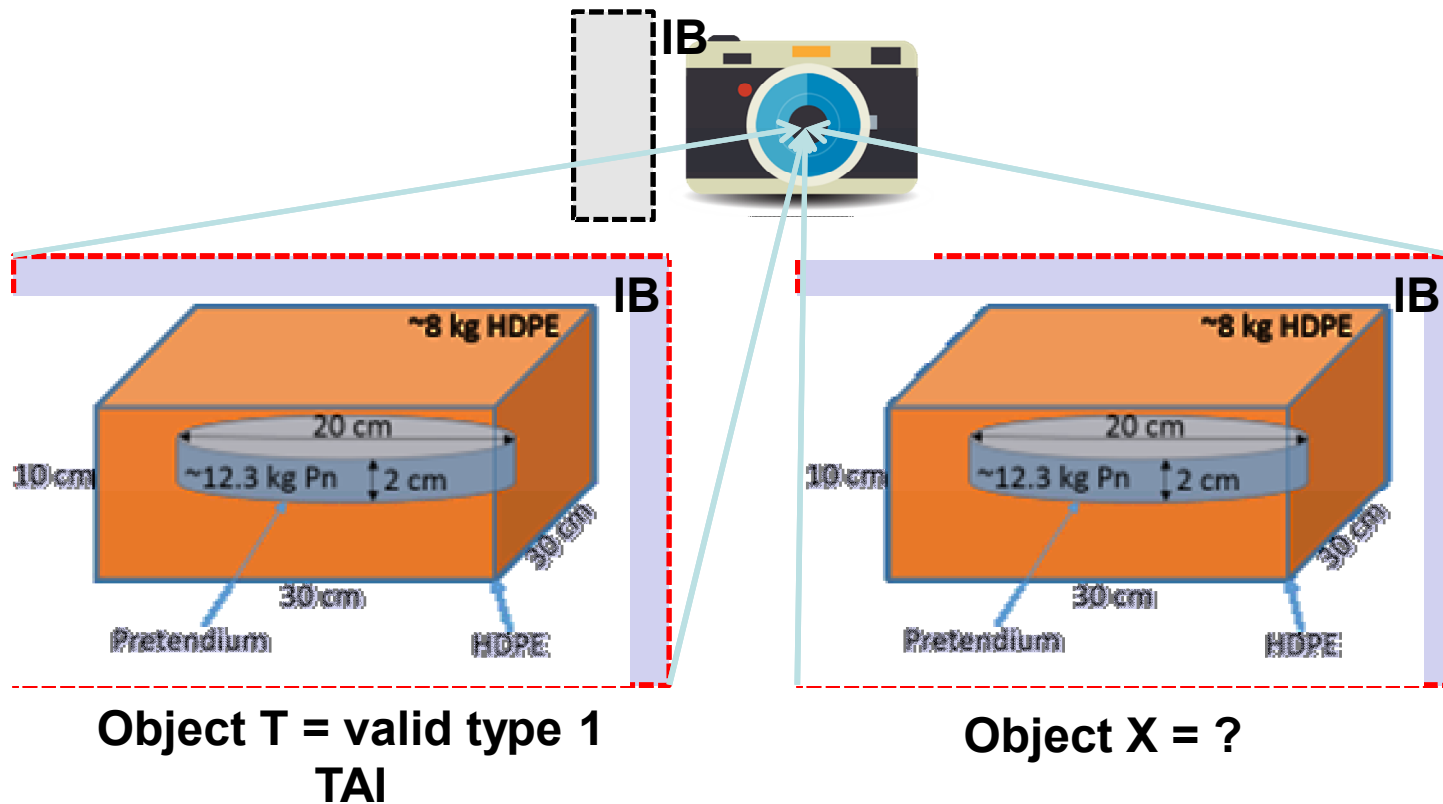 IB
IB
~8 kg HDPE
20 cm
10 cm
~12.3 kg Pn
2 cm
30 cm
30 cm
Pretendium
HDPE
Object T = valid type 1
TAI
IB
~8 kg HDPE
20 cm
10 cm
~12.3 kg Pn
2 cm
30 cm
30 cm
Pretendium
HDPE
Object X = ?